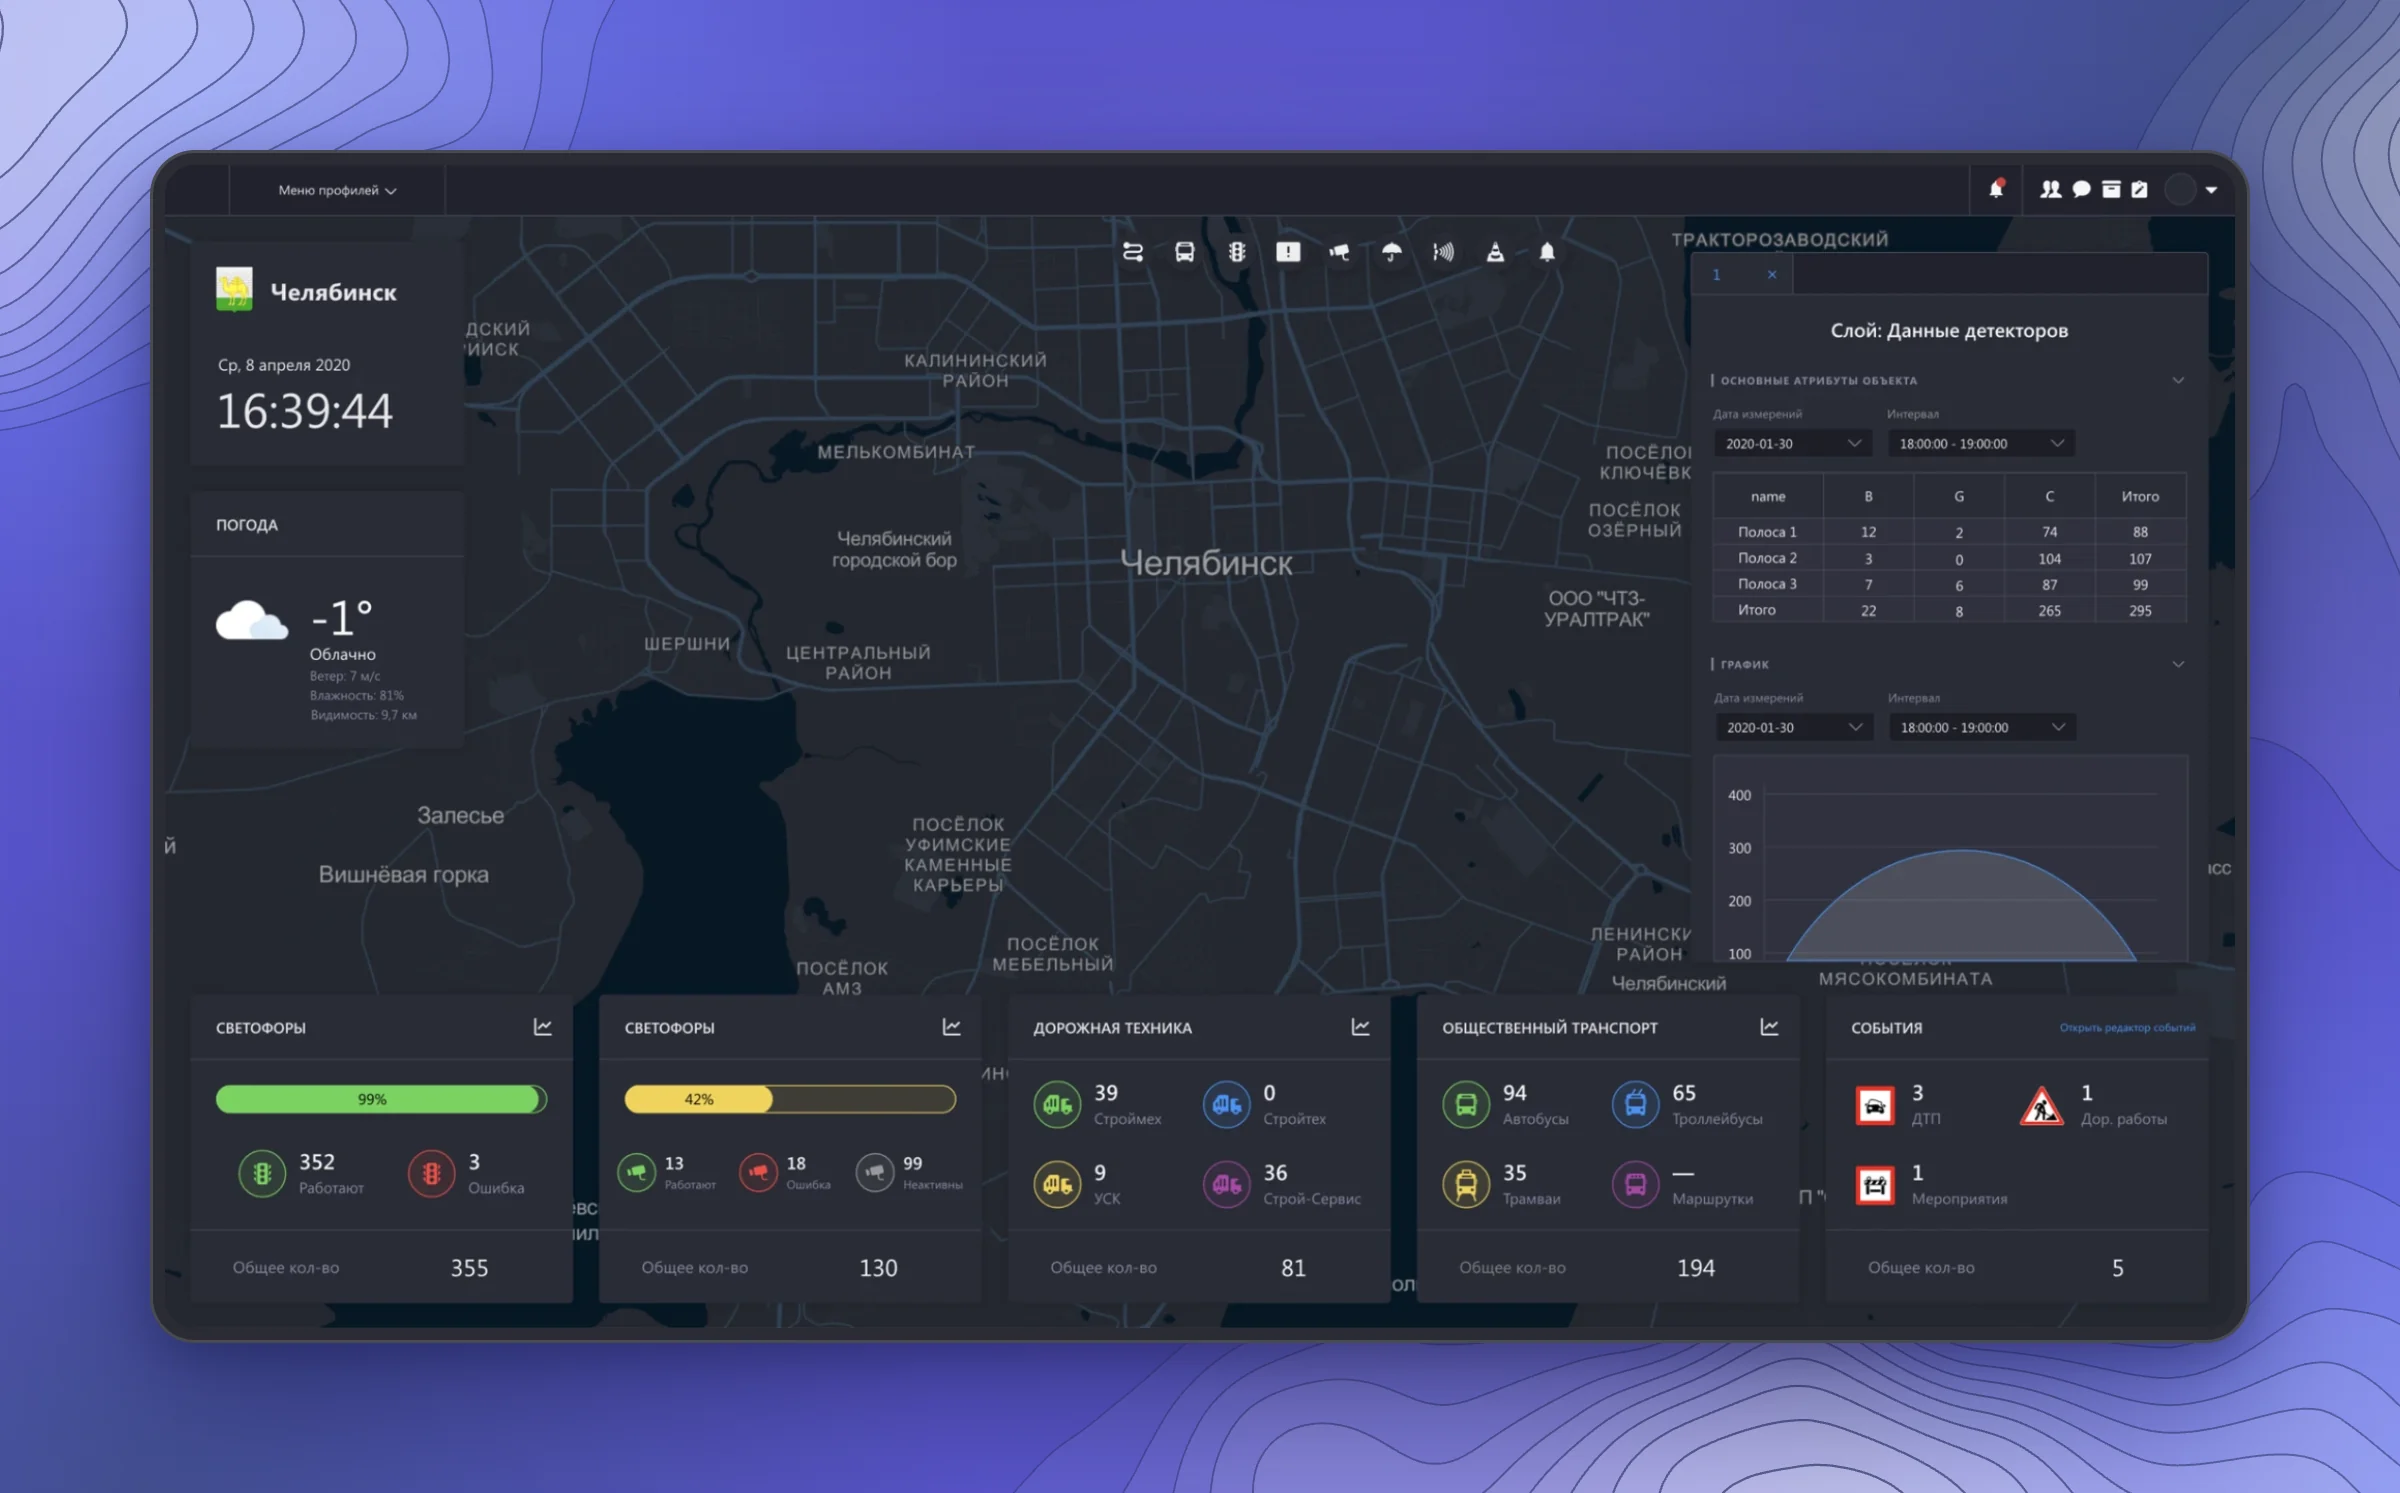 Меню профилей
Челябинск
Ср, 8 апреля 2020
16:39:44
ПОГОДА
-1°
Облачно
Ветер: 7 м/с
Влажность: 81%
Видимость: 9,7 км
ТРАКТОРОЗАВОДСКИЙ
ДСКИЙ
КАЛИНИНСКИЙ
РАЙОН
МЕЛЬКОМБИНАТ
Челябинский
городской бор
Челябинск
ШЕРШНИ
ЦЕНТРАЛЬНЫЙ
РАЙОН
ПОСЁЛО
КЛЮЧЁВК
ПОСЁЛОК
ОЗЁРНЫЙ
ООО "ЧТЗ-
УРАЛТРАК"
Залесье
Вишнёвая горка
й
ПОСЁЛОК
УФИМСКИЕ
КАМЕННЫЕ
КАРЬЕРЫ
ПОСЁЛОК
МЕБЕЛЬНЫЙ
ПОСЁЛОК
АМЗ
ЛЕНИНСКИ
РАЙОН
Челябинский
МЯСОКОМБИНАТА
1 ×
Слой: Данные детекторов
ОСНОВНЫЕ АТРИБУТЫ ОБЪЕКТА
Дата измерений Интервал
2020-01-30 18:00:00 - 19:00:00
name B G C Итого
Полоса 1 12 2 74 88
Полоса 2 3 0 104 107
Полоса 3 7 6 87 99
Итого 22 8 265 295
ГРАФИК
Дата измерений Интервал
2020-01-30 18:00:00 - 19:00:00
400
300
200
100
СВЕТОФОРЫ
99%
352
Работают
3
Ошибка
Общее кол-во 355
СВЕТОФОРЫ
42%
13
Работают
18
Ошибка
99
Неактивны
Общее кол-во 130
ДОРОЖНАЯ ТЕХНИКА
39
Строймех
0
Стройтех
9
УСК
36
Строй-Сервис
Общее кол-во 81
ОБЩЕСТВЕННЫЙ ТРАНСПОРТ
94
Автобусы
65
Троллейбусы
35
Трамваи
—
Маршрутки
Общее кол-во 194
СОБЫТИЯ Открыть редактор событий
3
ДТП
1
Дор. работы
1
Мероприятия
Общее кол-во 5